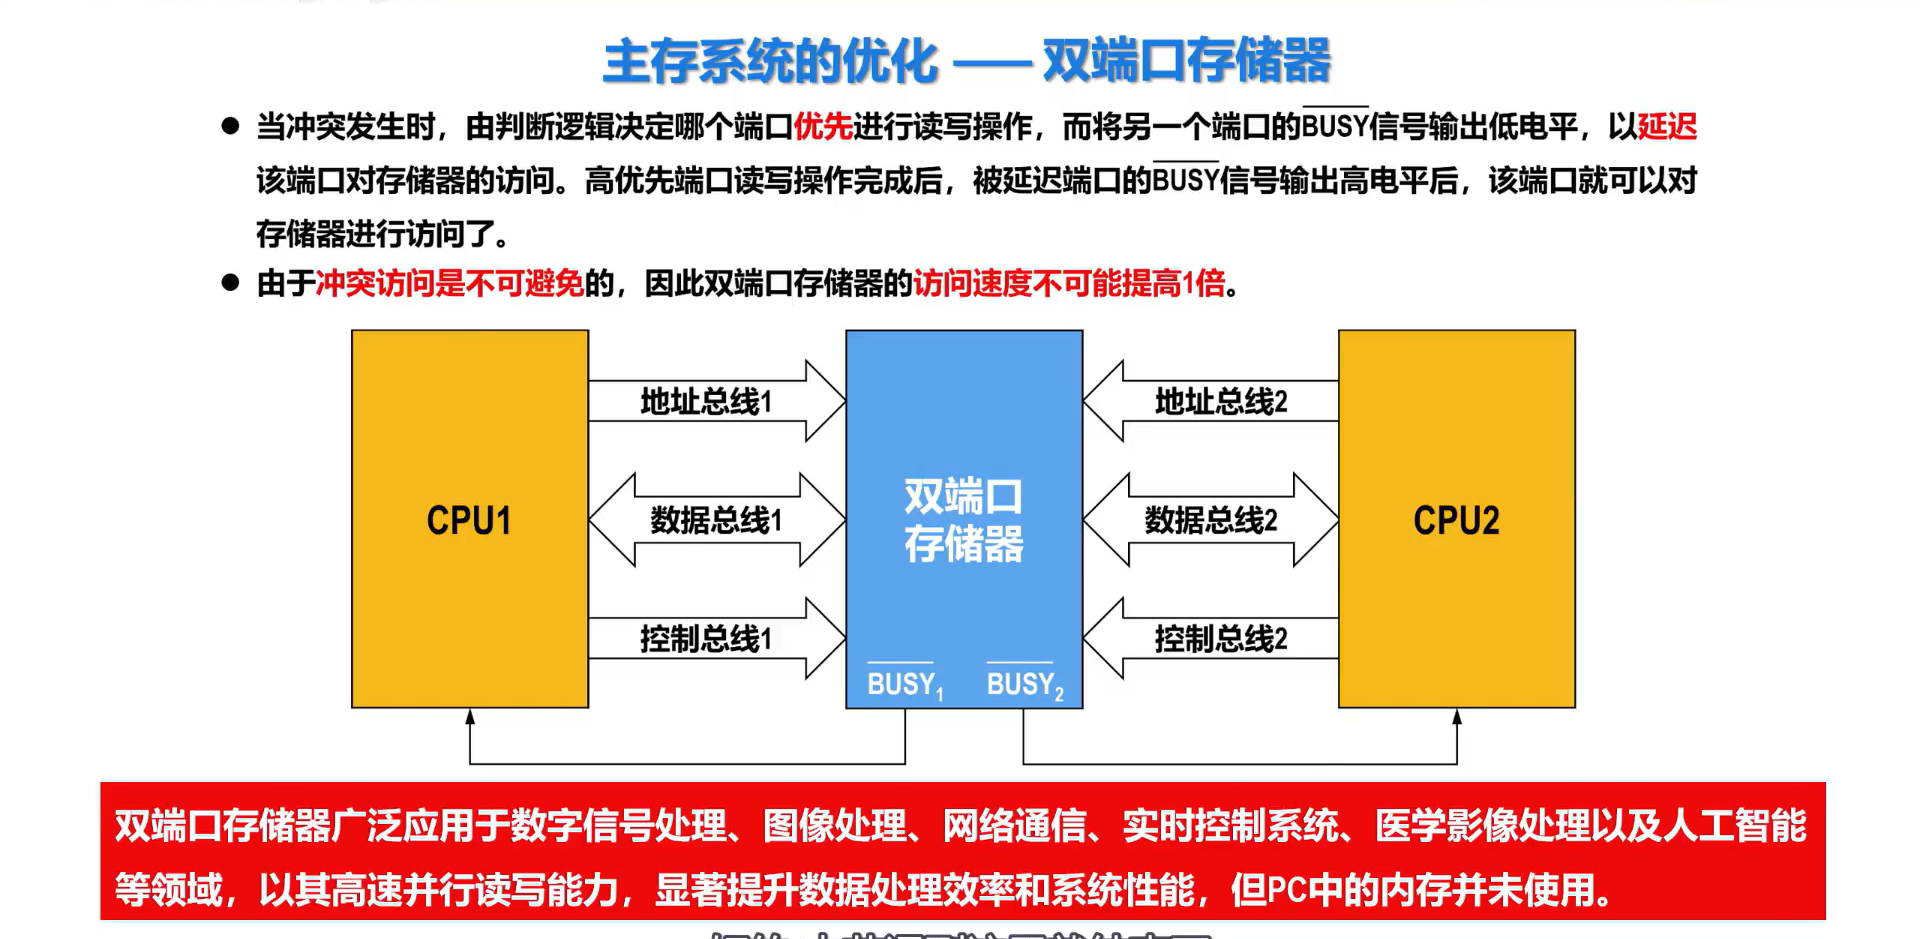 主存系统的优化 —— 双端口存储器
● 当冲突发生时，由判断逻辑决定哪个端口优先进行读写操作，而将另一个端口的BUSY信号输出低电平，以延迟
该端口对存储器的访问。高优先端口读写操作完成后，被延迟端口的BUSY信号输出高电平后，该端口就可以对
存储器进行访问了。
● 由于冲突访问是不可避免的，因此双端口存储器的访问速度不可能提高1倍。
地址总线1
地址总线2
CPU1
数据总线1
双端口
存储器
数据总线2
CPU2
控制总线1
控制总线2
BUSY1
BUSY2
双端口存储器广泛应用于数字信号处理、图像处理、网络通信、实时控制系统、医学影像处理以及人工智能
等领域，以其高速并行读写能力，显著提升数据处理效率和系统性能，但PC中的内存并未使用。